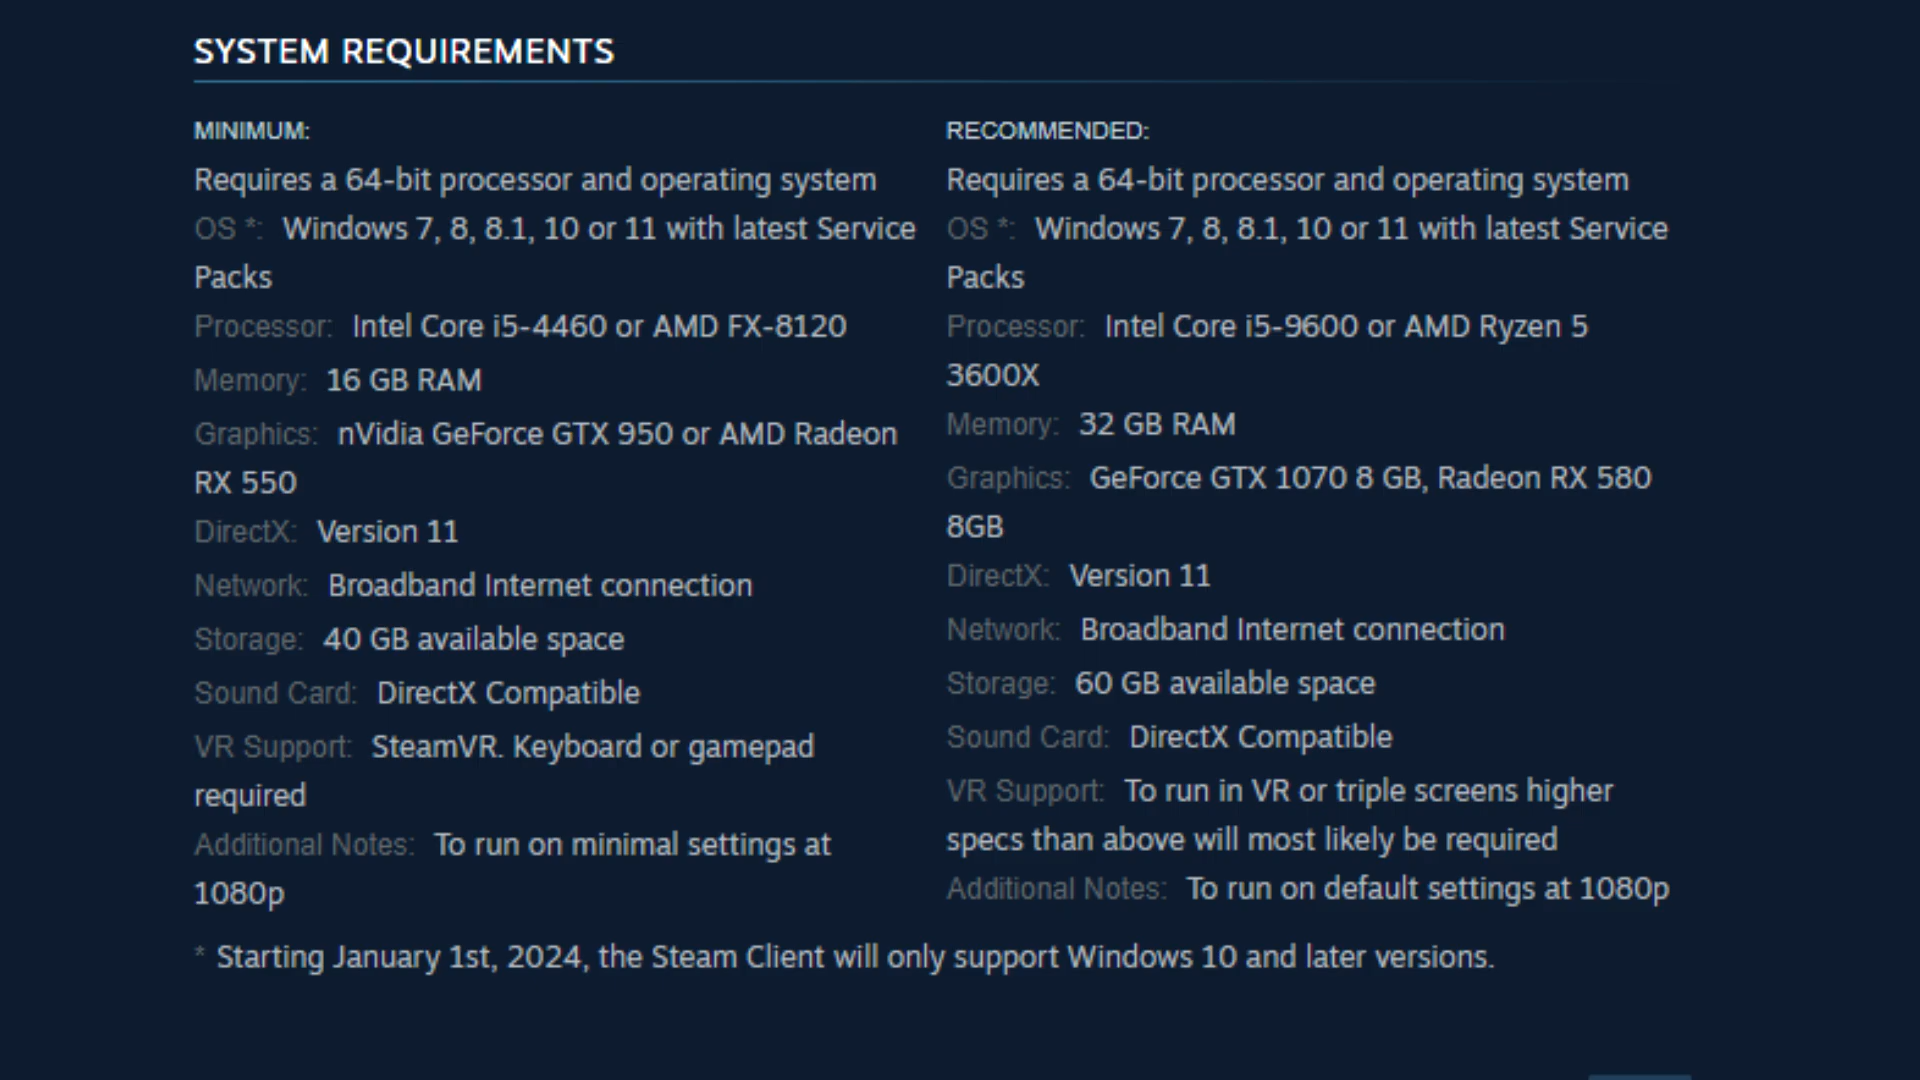 SYSTEM REQUIREMENTS
MINIMUM:
Requires a 64-bit processor and operating system
OS *: Windows 7, 8, 8.1, 10 or 11 with latest Service
Packs
Processor: Intel Core i5-4460 or AMD FX-8120
Memory: 16 GB RAM
Graphics: nVidia GeForce GTX 950 or AMD Radeon
RX 550
DirectX: Version 11
Network: Broadband Internet connection
Storage: 40 GB available space
Sound Card: DirectX Compatible
VR Support: SteamVR. Keyboard or gamepad
required
Additional Notes: To run on minimal settings at
1080p
RECOMMENDED:
Requires a 64-bit processor and operating system
OS *: Windows 7, 8, 8.1, 10 or 11 with latest Service
Packs
Processor: Intel Core i5-9600 or AMD Ryzen 5
3600X
Memory: 32 GB RAM
Graphics: GeForce GTX 1070 8 GB, Radeon RX 580
8GB
DirectX: Version 11
Network: Broadband Internet connection
Storage: 60 GB available space
Sound Card: DirectX Compatible
VR Support: To run in VR or triple screens higher
specs than above will most likely be required
Additional Notes: To run on default settings at 1080p
* Starting January 1st, 2024, the Steam Client will only support Windows 10 and later versions.